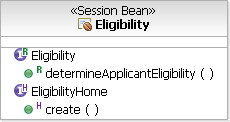 «Session Bean»
Eligibility
R Eligibility
R determineApplicantEligibility ( )
H EligibilityHome
H create ( )